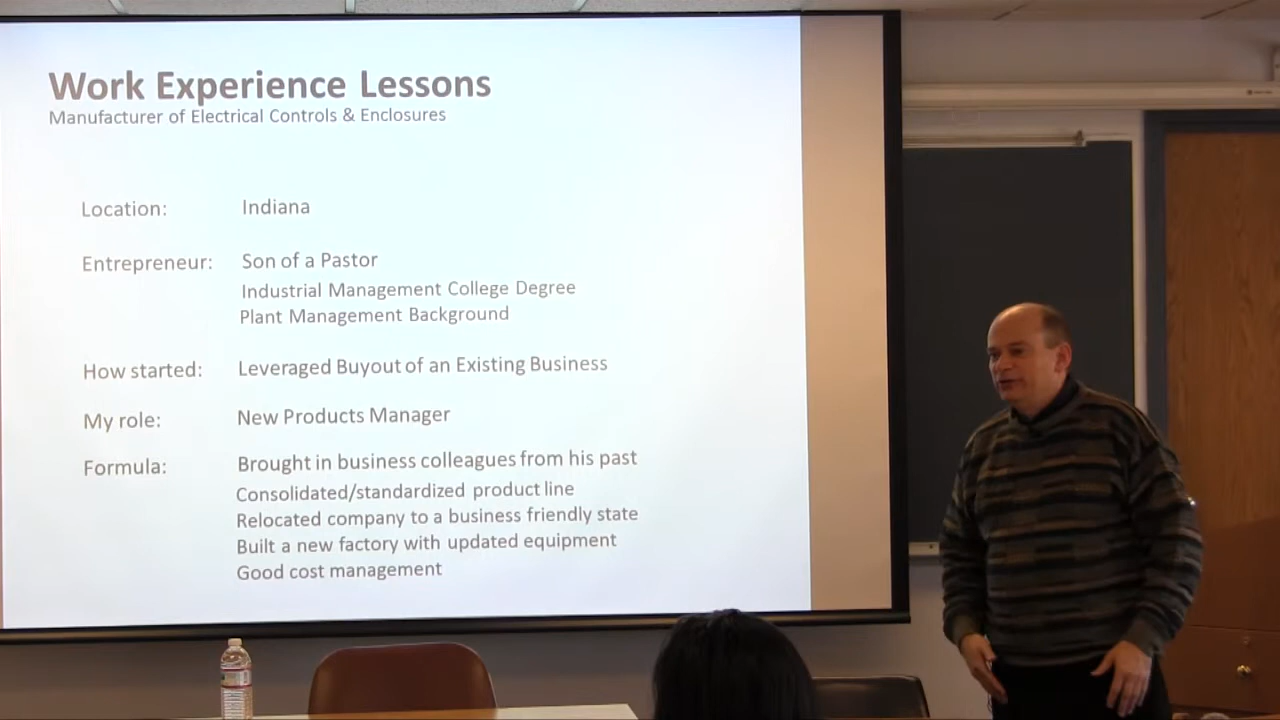 Work Experience Lessons
Manufacturer of Electrical Controls & Enclosures
Location: Indiana
Entrepreneur: Son of a Pastor
Industrial Management College Degree
Plant Management Background
How started: Leveraged Buyout of an Existing Business
My role: New Products Manager
Formula: Brought in business colleagues from his past
Consolidated/standardized product line
Relocated company to a business friendly state
Built a new factory with updated equipment
Good cost management